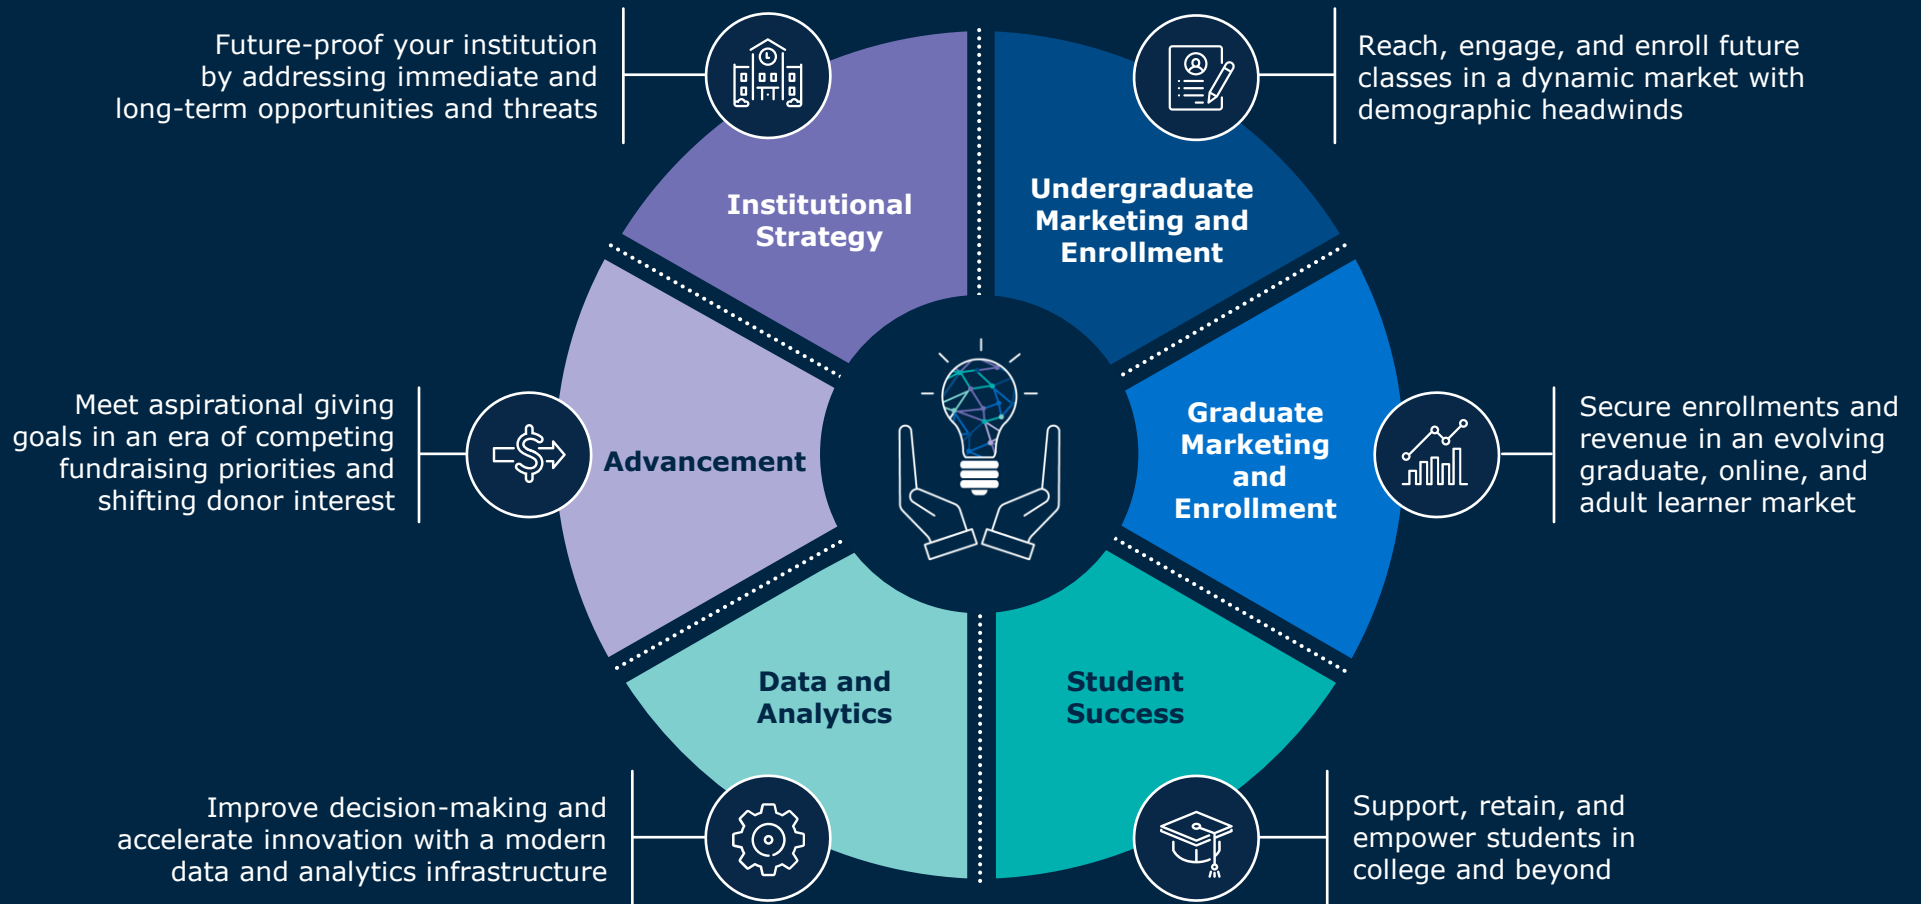 Future-proof your institution
by addressing immediate and
long-term opportunities and threats
Institutional
Strategy
Reach, engage, and enroll future
classes in a dynamic market with
demographic headwinds
Undergraduate
Marketing and
Enrollment
Meet aspirational giving
goals in an era of competing
fundraising priorities and
shifting donor interest
Advancement
Graduate
Marketing
and
Enrollment
Secure enrollments and
revenue in an evolving
graduate, online, and
adult learner market
Data and
Analytics
Improve decision-making and
accelerate innovation with a modern
data and analytics infrastructure
Student
Success
Support, retain, and
empower students in
college and beyond